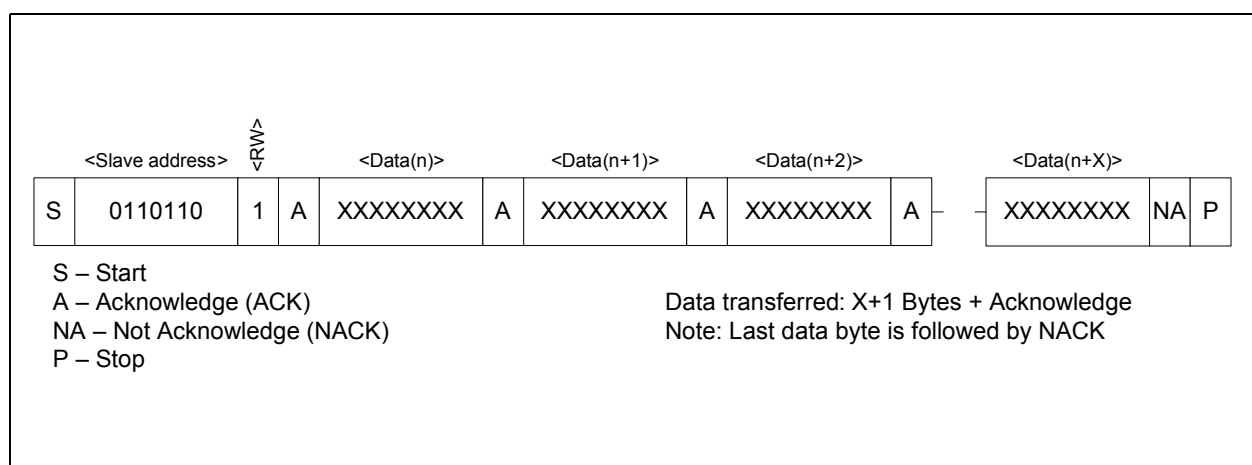 <RW>
<Slave address> <Data(n)> <Data(n+1)> <Data(n+2)> <Data(n+X)>
S 0110110 1 A XXXXXXXX A XXXXXXXX A XXXXXXXX A XXXXXXXX NA P
S – Start
A – Acknowledge (ACK)
NA – Not Acknowledge (NACK)
P – Stop
Data transferred: X+1 Bytes + Acknowledge
Note: Last data byte is followed by NACK